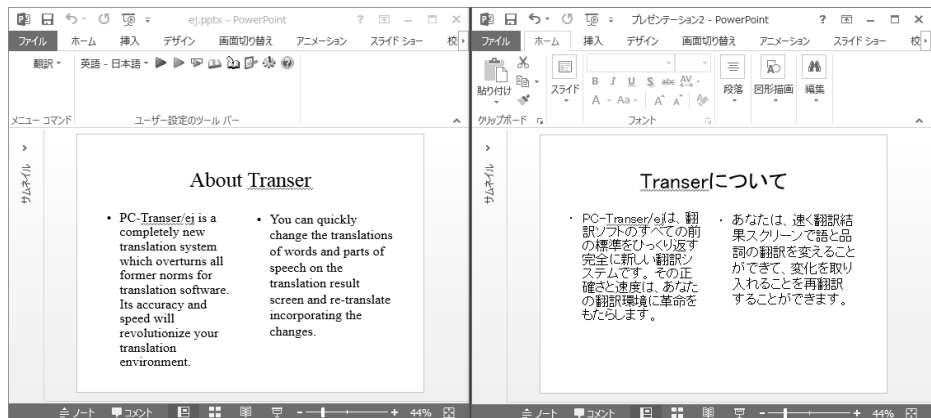 ej.pptx - PowerPoint
ファイル ホーム 挿入 デザイン 画面切り替え アニメーション スライド ショー 校
翻訳 英語 - 日本語
メニュー コマンド ユーザー設定のツール バー
サムネイル
About Transer
• PC-Transer/ej is a
completely new
translation system
which overturns all
former norms for
translation software.
Its accuracy and
speed will
revolutionize your
translation
environment.
• You can quickly
change the translations
of words and parts of
speech on the
translation result
screen and re-translate
incorporating the
changes.
ノート コメント 44%
プレゼンテーション2 - PowerPoint
ファイル ホーム 挿入 デザイン 画面切り替え アニメーション スライド ショー 校
貼り付け スライド B I U S abc AV 段落 図形描画 編集
A Aa A A
クリップボード フォント
サムネイル
Transerについて
• PC-Transer/ejは、翻
訳ソフトのすべての前
の標準をひっくり返す
完全に新しい翻訳シ
ステムです。その正
確さと速度は、あなた
の翻訳環境に革命を
もたらします。
• あなたは、速く翻訳結
果スクリーンで語と品
詞の翻訳を変えること
ができて、変化を取り
入れることを再翻訳
することができます。
ノート コメント 44%